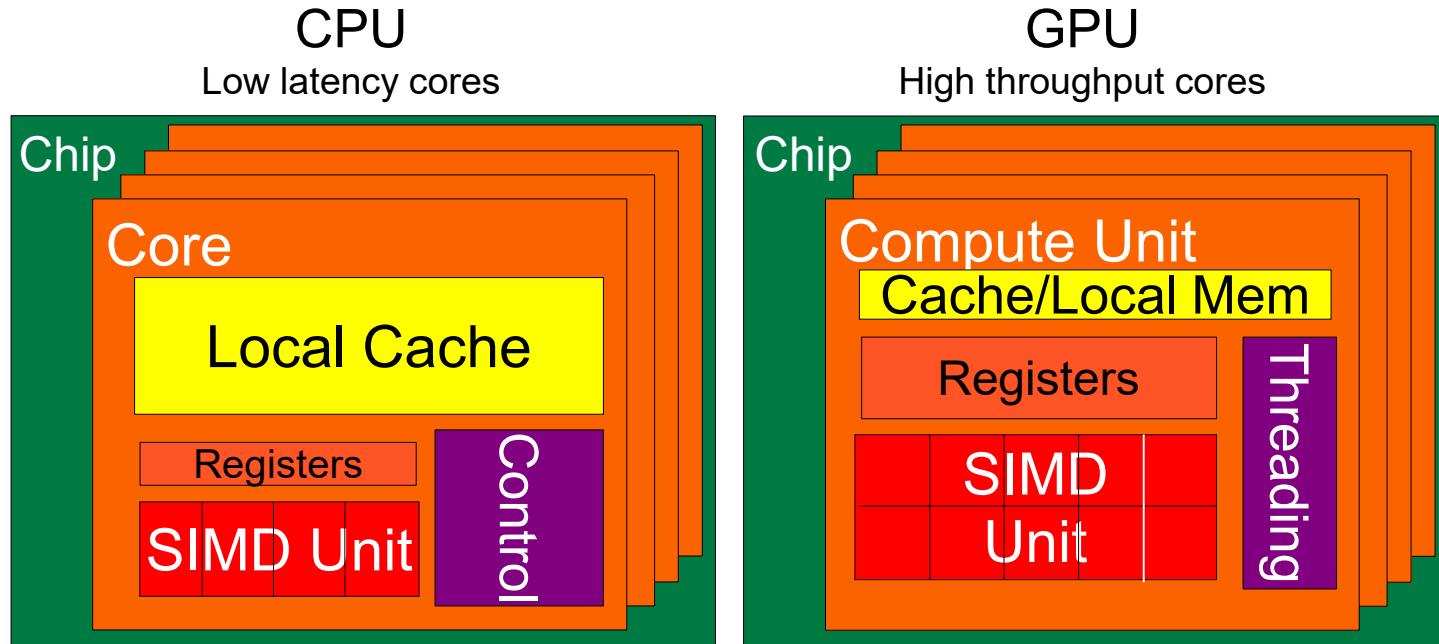 CPU
Low latency cores
Chip
Core
Local Cache
Registers
SIMD Unit
Control
GPU
High throughput cores
Chip
Compute Unit
Cache/Local Mem
Registers
SIMD
Unit
Threading